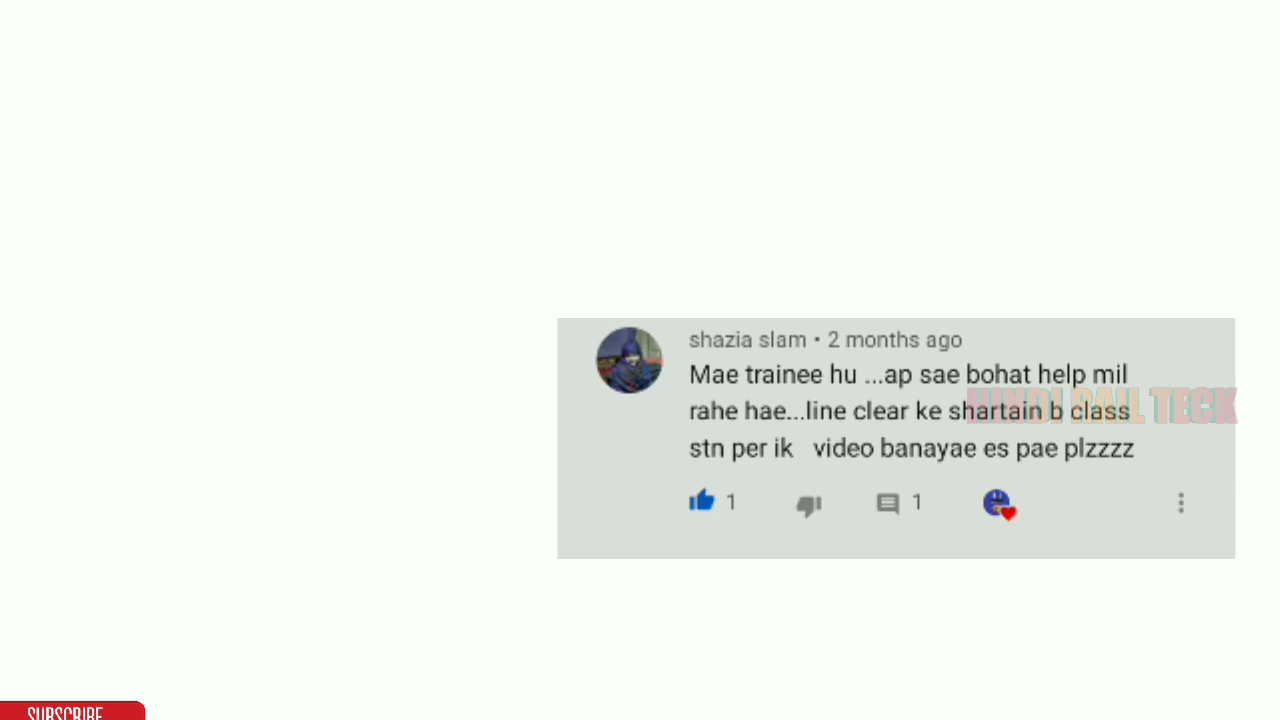 shazia slam • 2 months ago
Mae trainee hu ...ap sae bohat help mil
rahe hae...line clear ke shartain b class
HINDI RAIL TECK
stn per ik video banayae es pae plzzzz
1 1
SUBSCRIBE